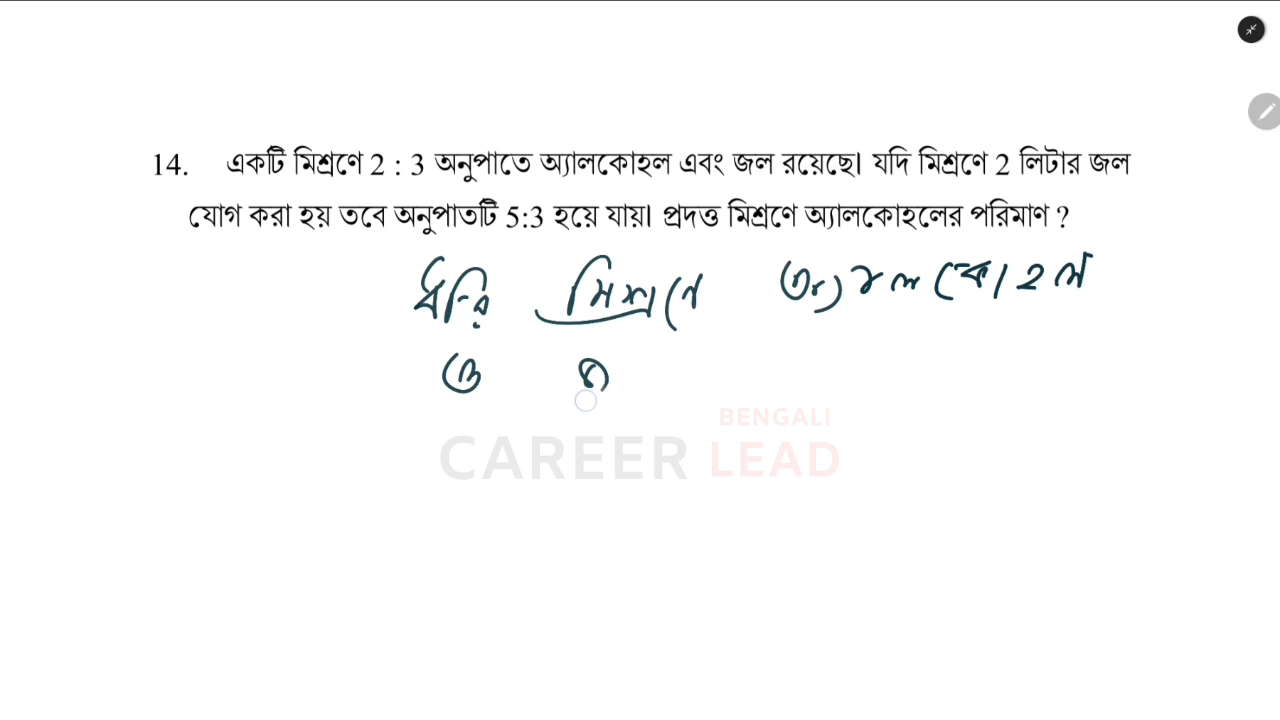 14. একটি মিশ্রণে 2 : 3 অনুপাতে অ্যালকোহল এবং জল রয়েছে। যদি মিশ্রণে 2 লিটার জল
যোগ করা হয় তবে অনুপাতটি 5:3 হয়ে যায়। প্রদত্ত মিশ্রণে অ্যালকোহলের পরিমাণ ?
ধরি মিশ্রণে অ্যালকোহল
ও
BENGALI
CAREER LEAD